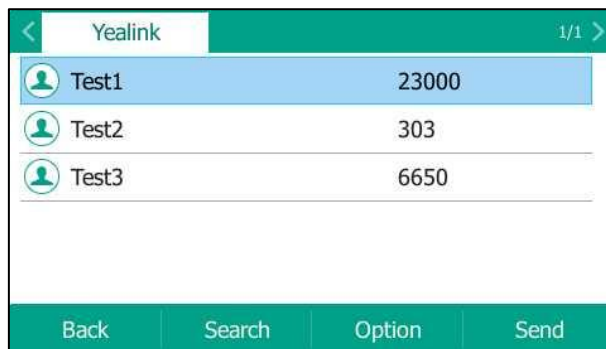 Yealink 1/1
Test1 23000
Test2 303
Test3 6650
Back Search Option Send